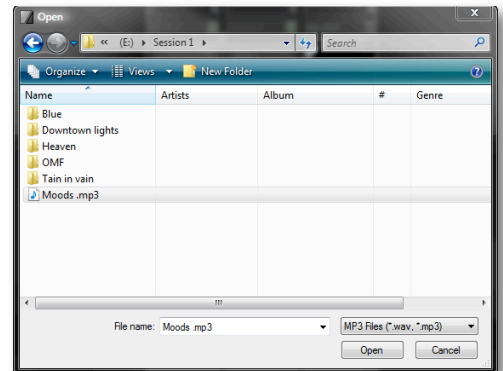 Open
x
« (E:) Session 1 Search
Organize Views New Folder ?
Name Artists Album # Genre
Blue
Downtown lights
Heaven
OMF
Tain in vain
Moods .mp3
File name: Moods .mp3 MP3 Files (*.wav, *.mp3)
Open Cancel